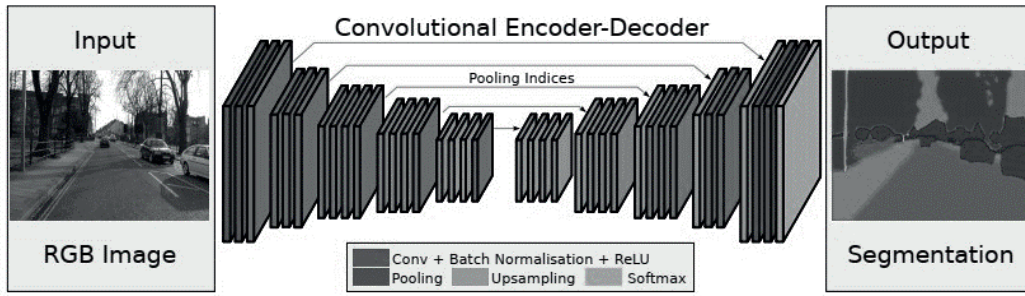 Input
Convolutional Encoder-Decoder
Output
Pooling Indices
RGB Image
Conv + Batch Normalisation + ReLU
Pooling Upsampling Softmax
Segmentation